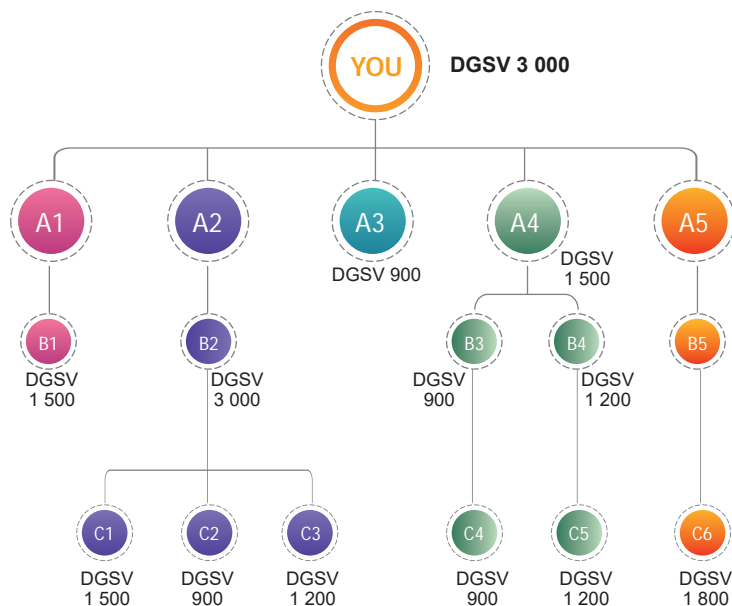 YOU
DGSV 3 000
A1
A2
A3
A4
A5
DGSV 900
DGSV
1 500
B1
B2
B3
B4
B5
DGSV
1 500
DGSV
3 000
DGSV
900
DGSV
1 200
C1
C2
C3
C4
C5
C6
DGSV
1 500
DGSV
900
DGSV
1 200
DGSV
900
DGSV
1 200
DGSV
1 800